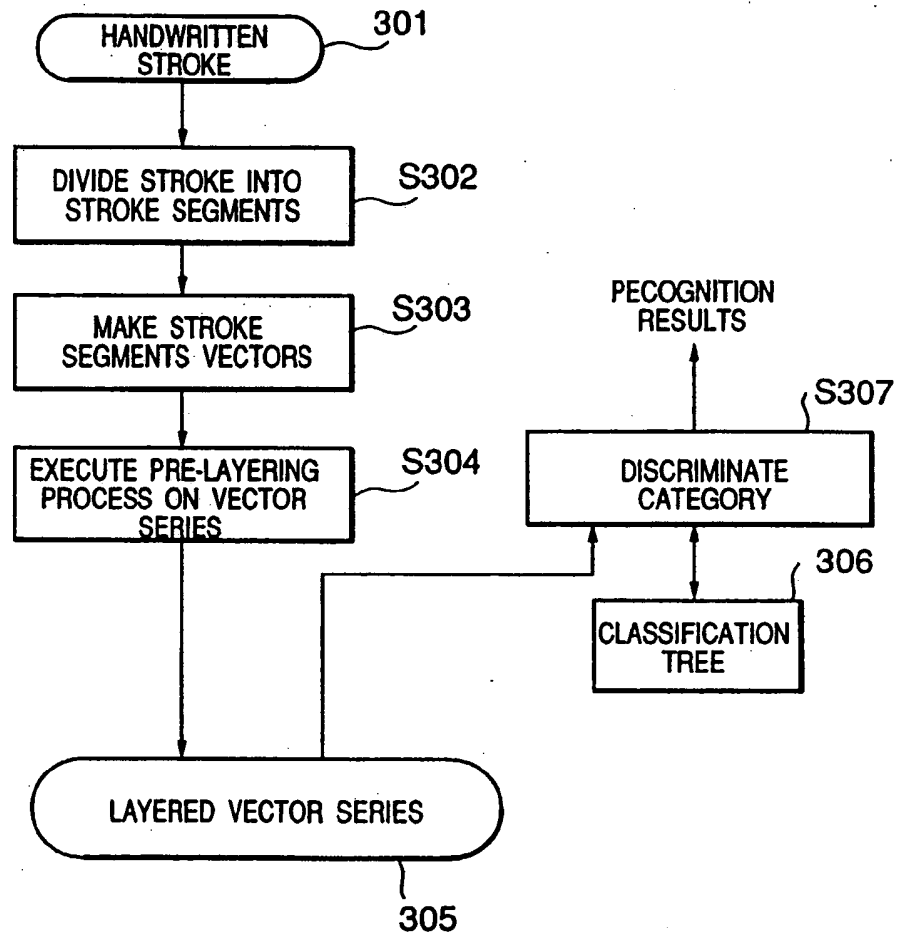 HANDWRITTEN
STROKE
301
DIVIDE STROKE INTO
STROKE SEGMENTS
S302
MAKE STROKE
SEGMENTS VECTORS
S303
EXECUTE PRE-LAYERING
PROCESS ON VECTOR
SERIES
S304
PECOGNITION
RESULTS
S307
DISCRIMINATE
CATEGORY
306
CLASSIFICATION
TREE
LAYERED VECTOR SERIES
305